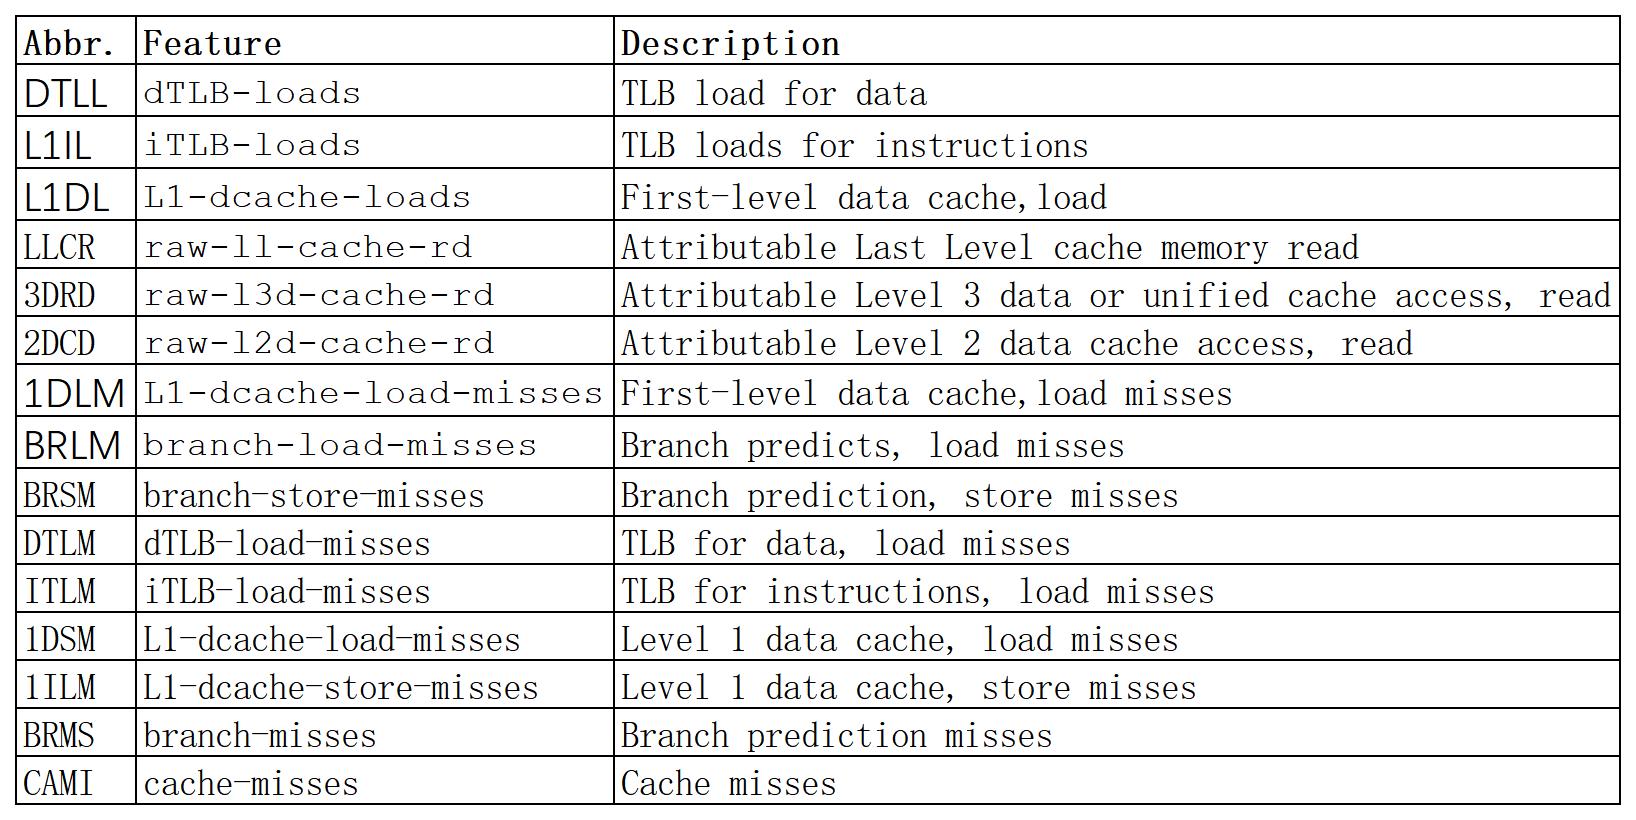 Abbr. Feature Description
DTLL dTLB-loads TLB load for data
L1IL iTLB-loads TLB loads for instructions
L1DL L1-dcache-loads First-level data cache,load
LLCR raw-ll-cache-rd Attributable Last Level cache memory read
3DRD raw-l3d-cache-rd Attributable Level 3 data or unified cache access, read
2DCD raw-l2d-cache-rd Attributable Level 2 data cache access, read
1DLM L1-dcache-load-misses First-level data cache,load misses
BRLM branch-load-misses Branch predicts, load misses
BRSM branch-store-misses Branch prediction, store misses
DTLM dTLB-load-misses TLB for data, load misses
ITLM iTLB-load-misses TLB for instructions, load misses
1DSM L1-dcache-load-misses Level 1 data cache, load misses
1ILM L1-dcache-store-misses Level 1 data cache, store misses
BRMS branch-misses Branch prediction misses
CAMI cache-misses Cache misses